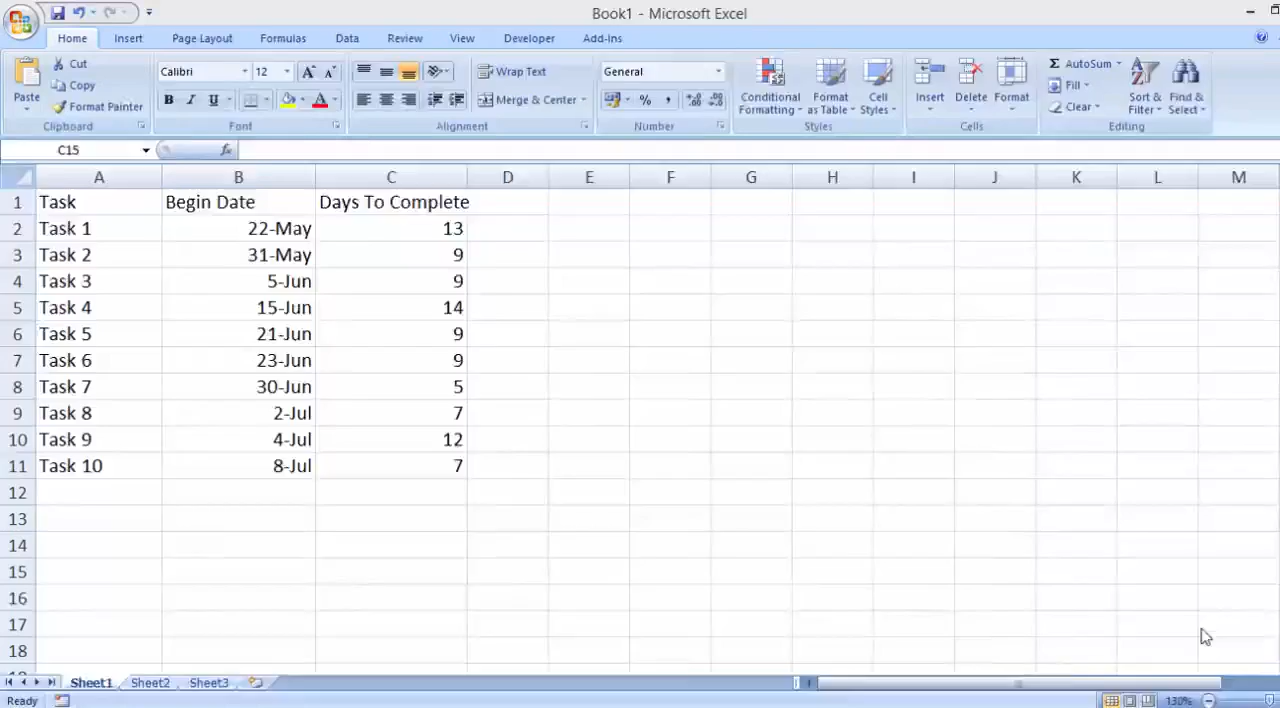 Book1 - Microsoft Excel
Home Insert Page Layout Formulas Data Review View Developer Add-Ins
Paste
Cut
Copy
Format Painter
Clipboard
Calibri 12
B I U
Font
Wrap Text
Merge & Center
Alignment
General
%
Number
Conditional Formatting
Format as Table
Cell Styles
Styles
Insert Delete Format
Cells
AutoSum
Fill
Clear
Sort & Filter
Find & Select
Editing
C15 fx
A B C D E F G H I J K L M
1 Task Begin Date Days To Complete
2 Task 1 22-May 13
3 Task 2 31-May 9
4 Task 3 5-Jun 9
5 Task 4 15-Jun 14
6 Task 5 21-Jun 9
7 Task 6 23-Jun 9
8 Task 7 30-Jun 5
9 Task 8 2-Jul 7
10 Task 9 4-Jul 12
11 Task 10 8-Jul 7
12
13
14
15
16
17
18
Sheet1 Sheet2 Sheet3
Ready 130%